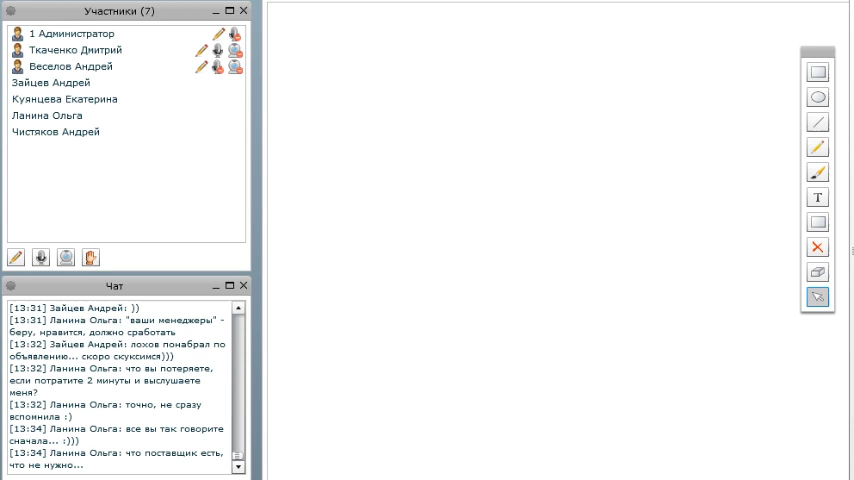 Участники (7)
1 Администратор
Ткаченко Дмитрий
Веселов Андрей
Зайцев Андрей
Куянцева Екатерина
Ланина Ольга
Чистяков Андрей
T
Чат
[13:31] Зайцев Андрей: ))
[13:31] Ланина Ольга: "ваши менеджеры" -
беру, нравится, должно сработать
[13:32] Зайцев Андрей: лохов понабрал по
объявлению... скоро скуксимся)))
[13:32] Ланина Ольга: что вы потеряете,
если потратите 2 минуты и выслушаете
меня?
[13:32] Ланина Ольга: точно, не сразу
вспомнила :)
[13:34] Ланина Ольга: все вы так говорите
сначала... :)))
[13:34] Ланина Ольга: что поставщик есть,
что не нужно...